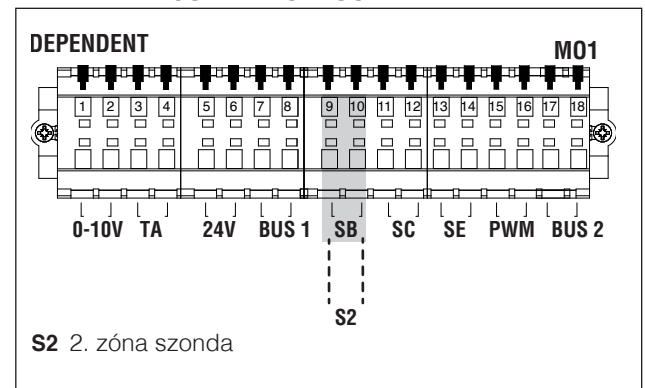 DEPENDENT
M01
1 2 3 4 5 6 7 8 9 10 11 12 13 14 15 16 17 18
0-10V TA 24V BUS 1 SB SC SE PWM BUS 2
S2
S2 2. zóna szonda